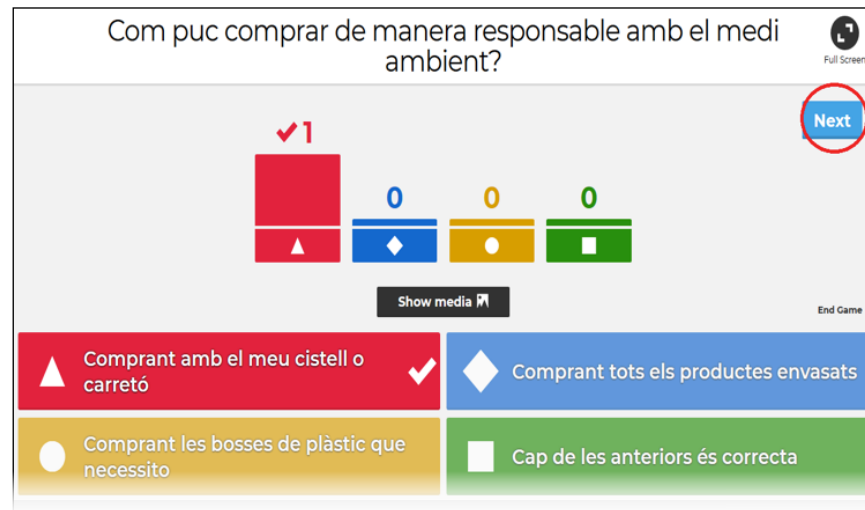 Com puc comprar de manera responsable amb el medi
ambient?
Full Screen
Next
1
0
0
0
Show media
End Game
Comprant amb el meu cistell o
carretó
Comprant tots els productes envasats
Comprant les bosses de plàstic que
necessito
Cap de les anteriors és correcta